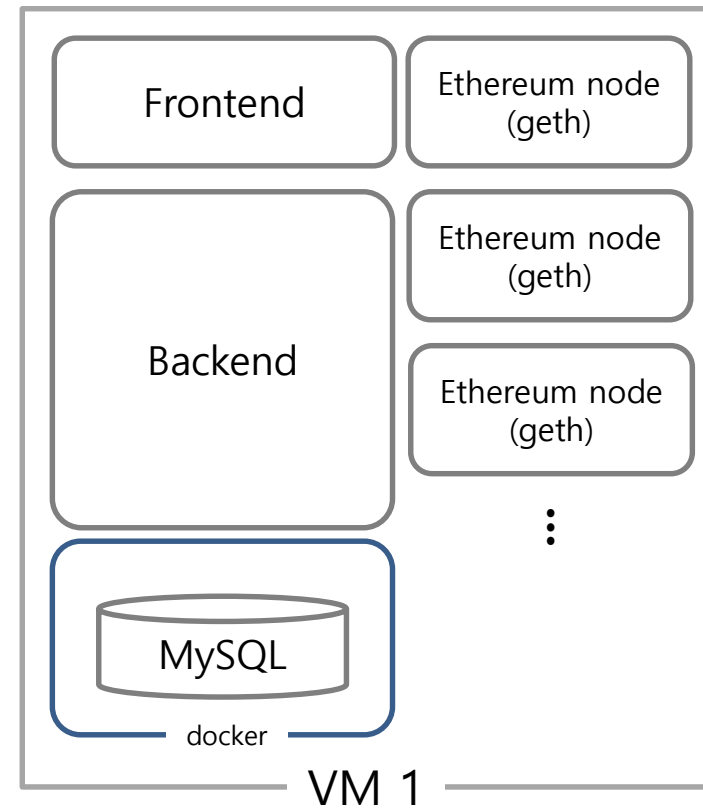 Frontend
Ethereum node
(geth)
Backend
Ethereum node
(geth)
Ethereum node
(geth)
⋮
MySQL
docker
VM 1